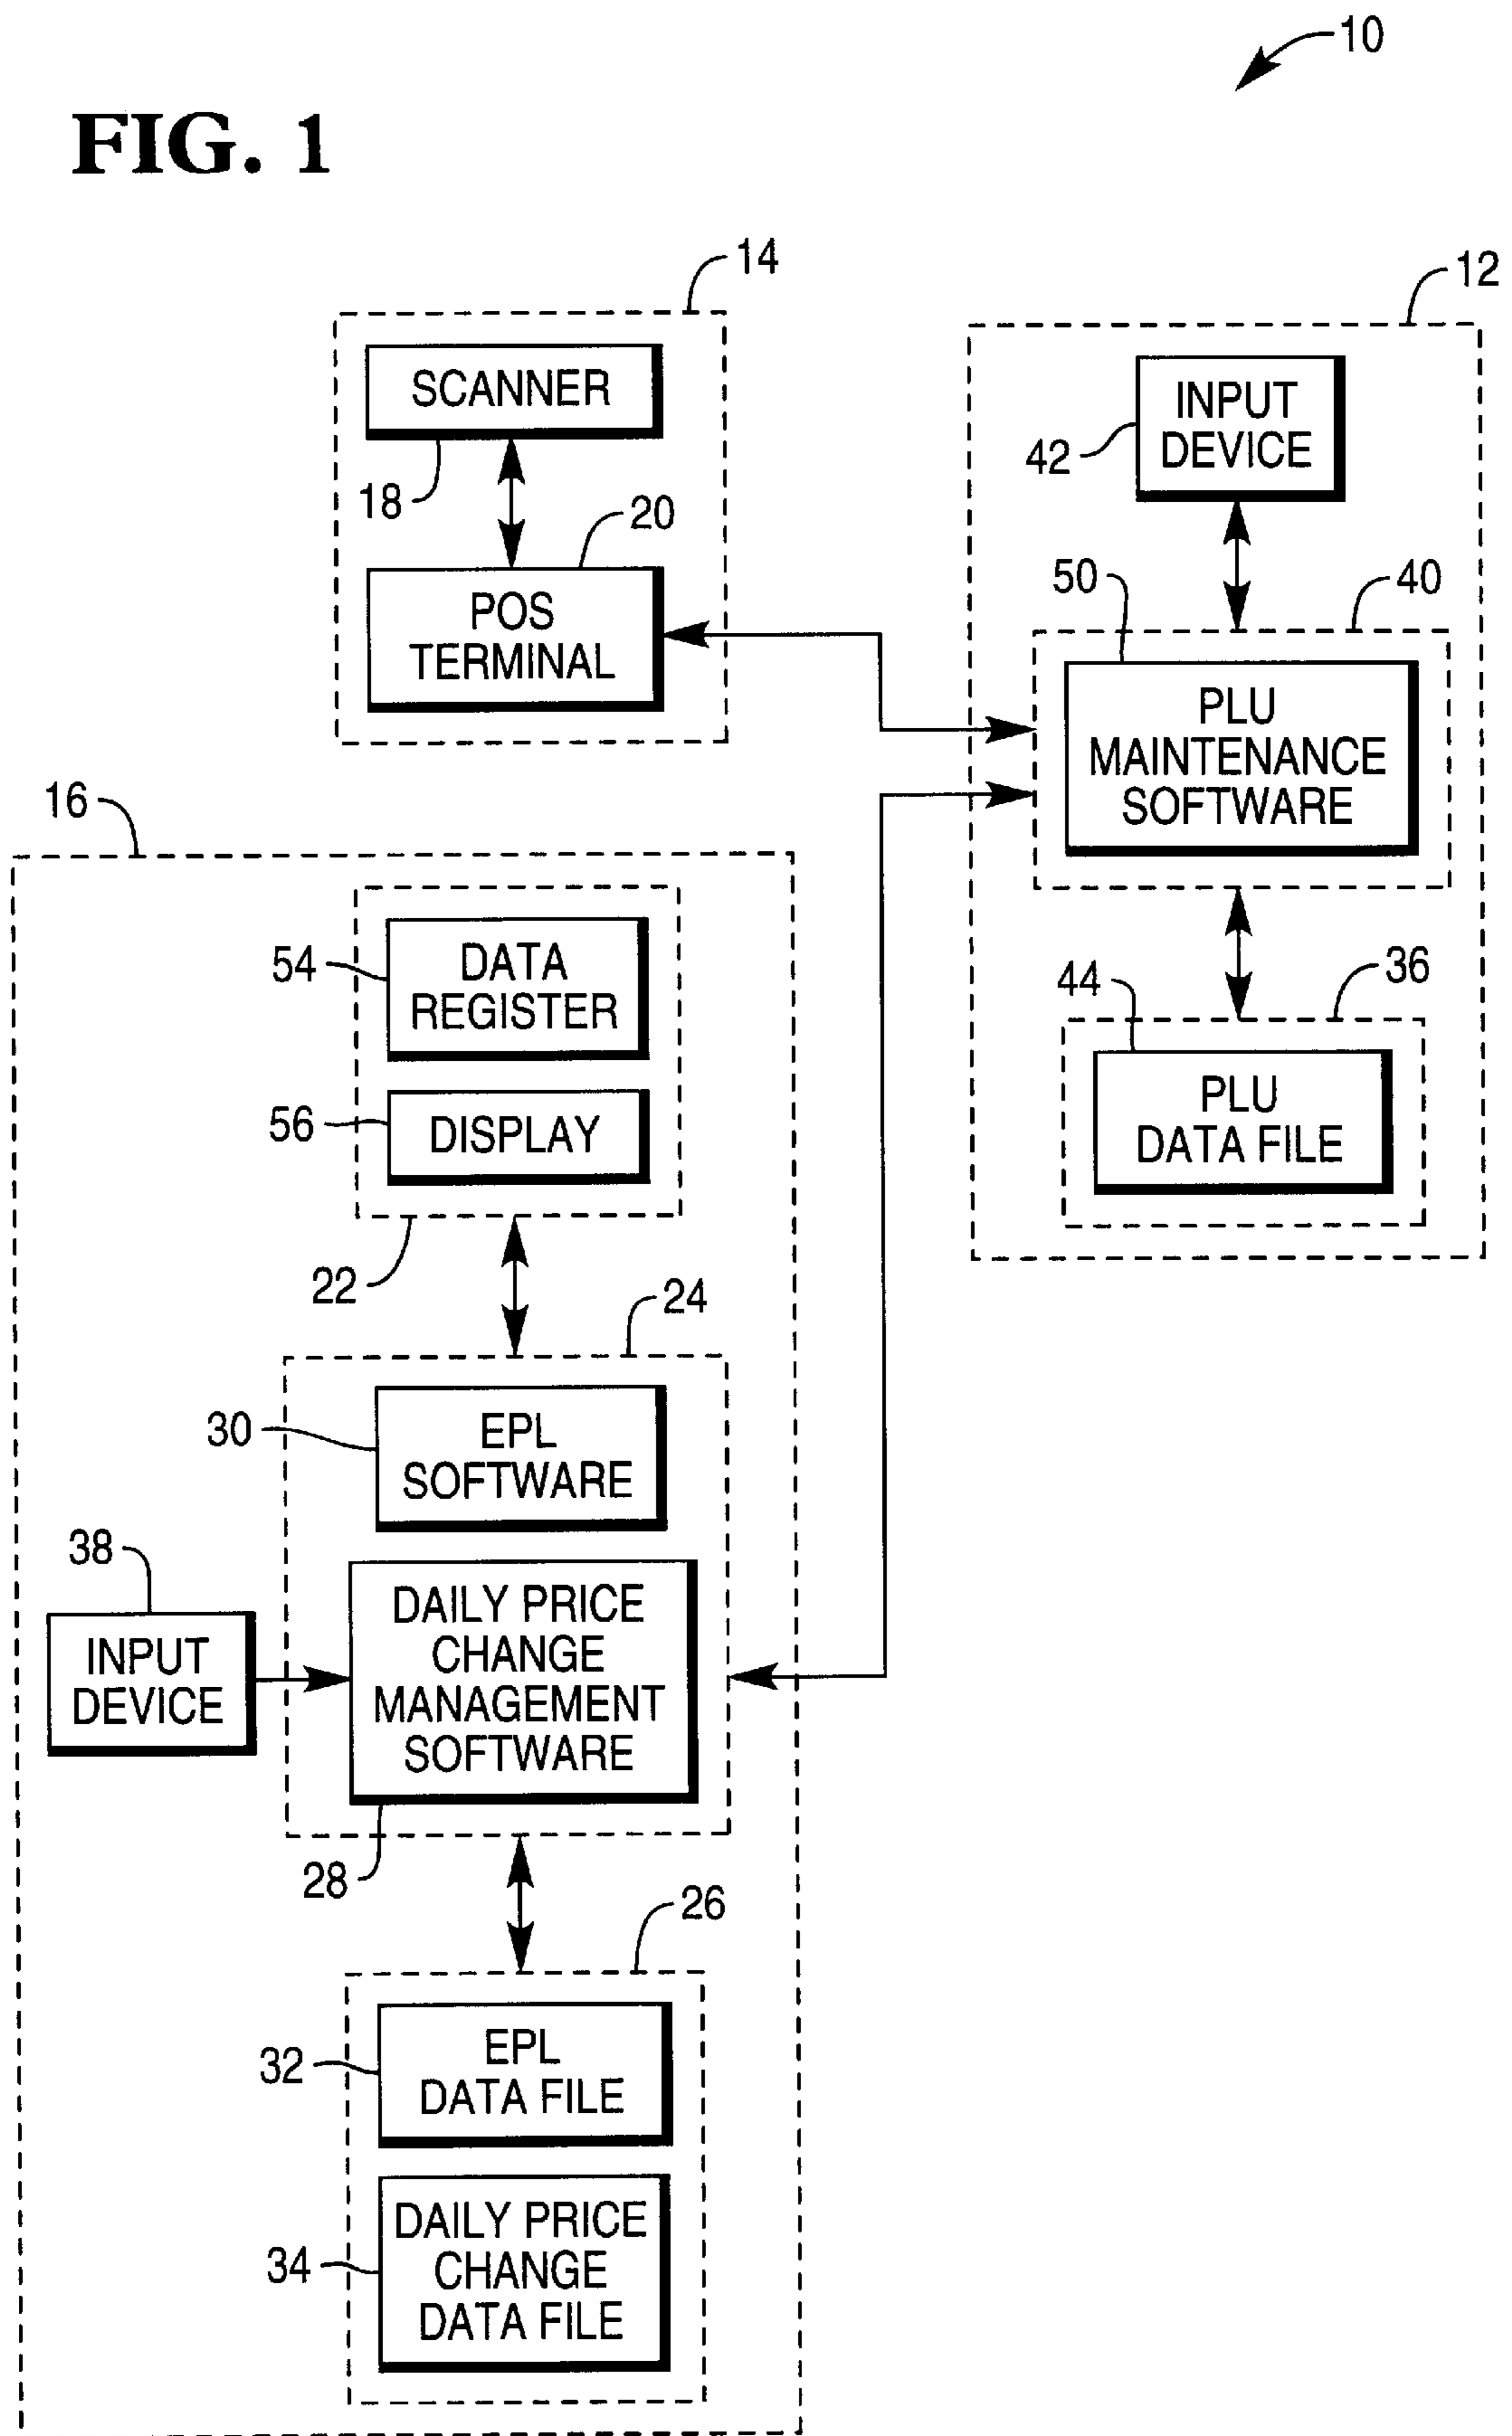 10
FIG. 1
14
12
SCANNER
18
20
POS
TERMINAL
INPUT
DEVICE
42
50
40
PLU
MAINTENANCE
SOFTWARE
44
36
PLU
DATA FILE
16
54
DATA
REGISTER
56
DISPLAY
22
24
30
EPL
SOFTWARE
38
INPUT
DEVICE
DAILY PRICE
CHANGE
MANAGEMENT
SOFTWARE
28
26
32
EPL
DATA FILE
34
DAILY PRICE
CHANGE
DATA FILE